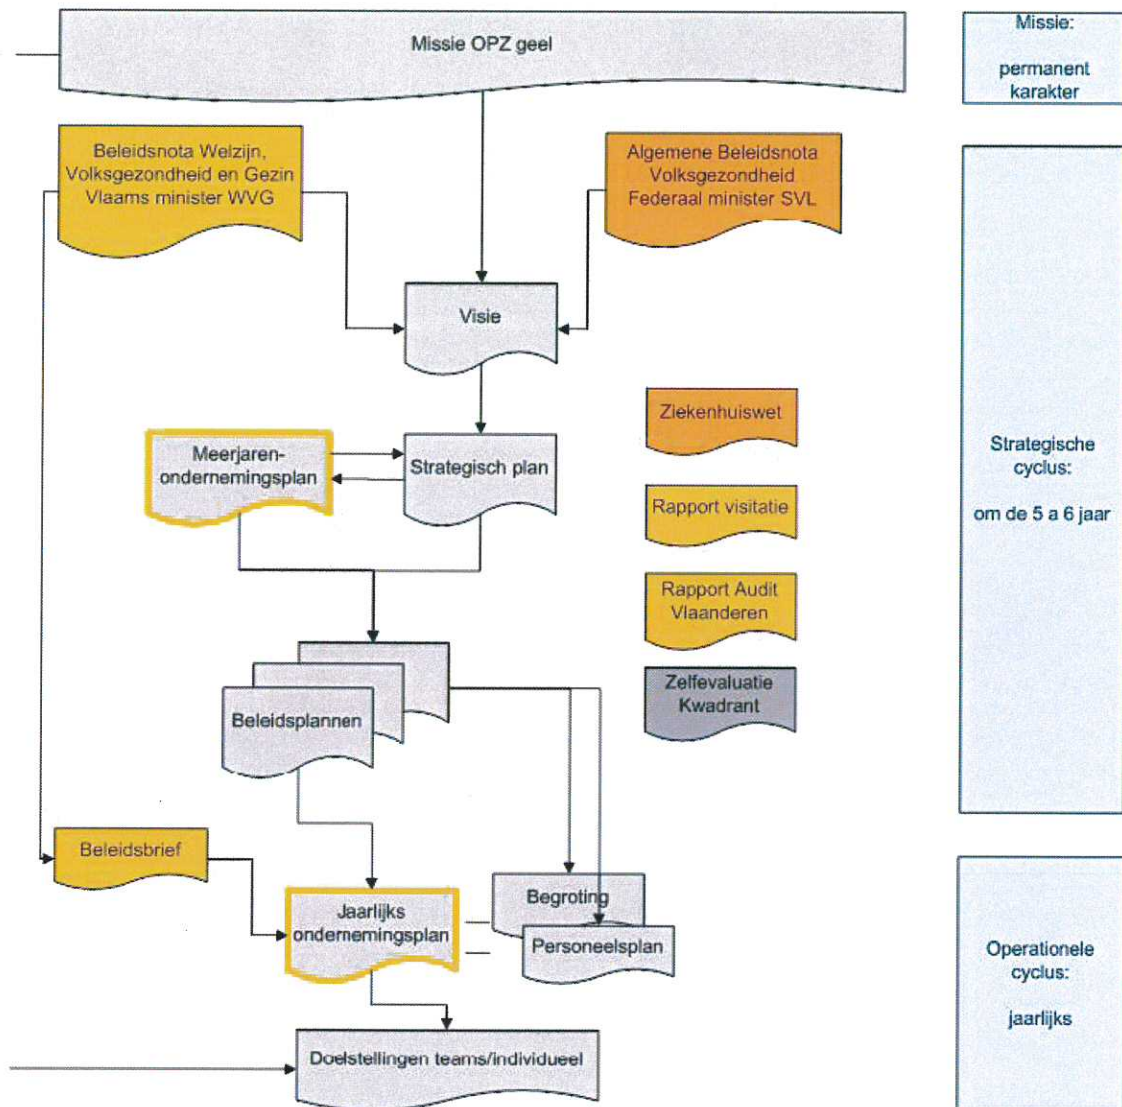 Missie OPZ geel
Missie:
permanent
karakter
Beleidsnota Welzijn,
Volksgezondheid en Gezin
Vlaams minister WVG
Algemene Beleidsnota
Volksgezondheid
Federaal minister SVL
Visie
Meerjaren-
ondernemingsplan
Strategisch plan
Ziekenhuiswet
Rapport visitatie
Rapport Audit
Vlaanderen
Zelfevaluatie
Kwadrant
Strategische
cyclus:
om de 5 a 6 jaar
Beleidsplannen
Beleidsbrief
Jaarlijks
ondernemingsplan
Begroting
Personeelsplan
Operationele
cyclus:
jaarlijks
Doelstellingen teams/individueel